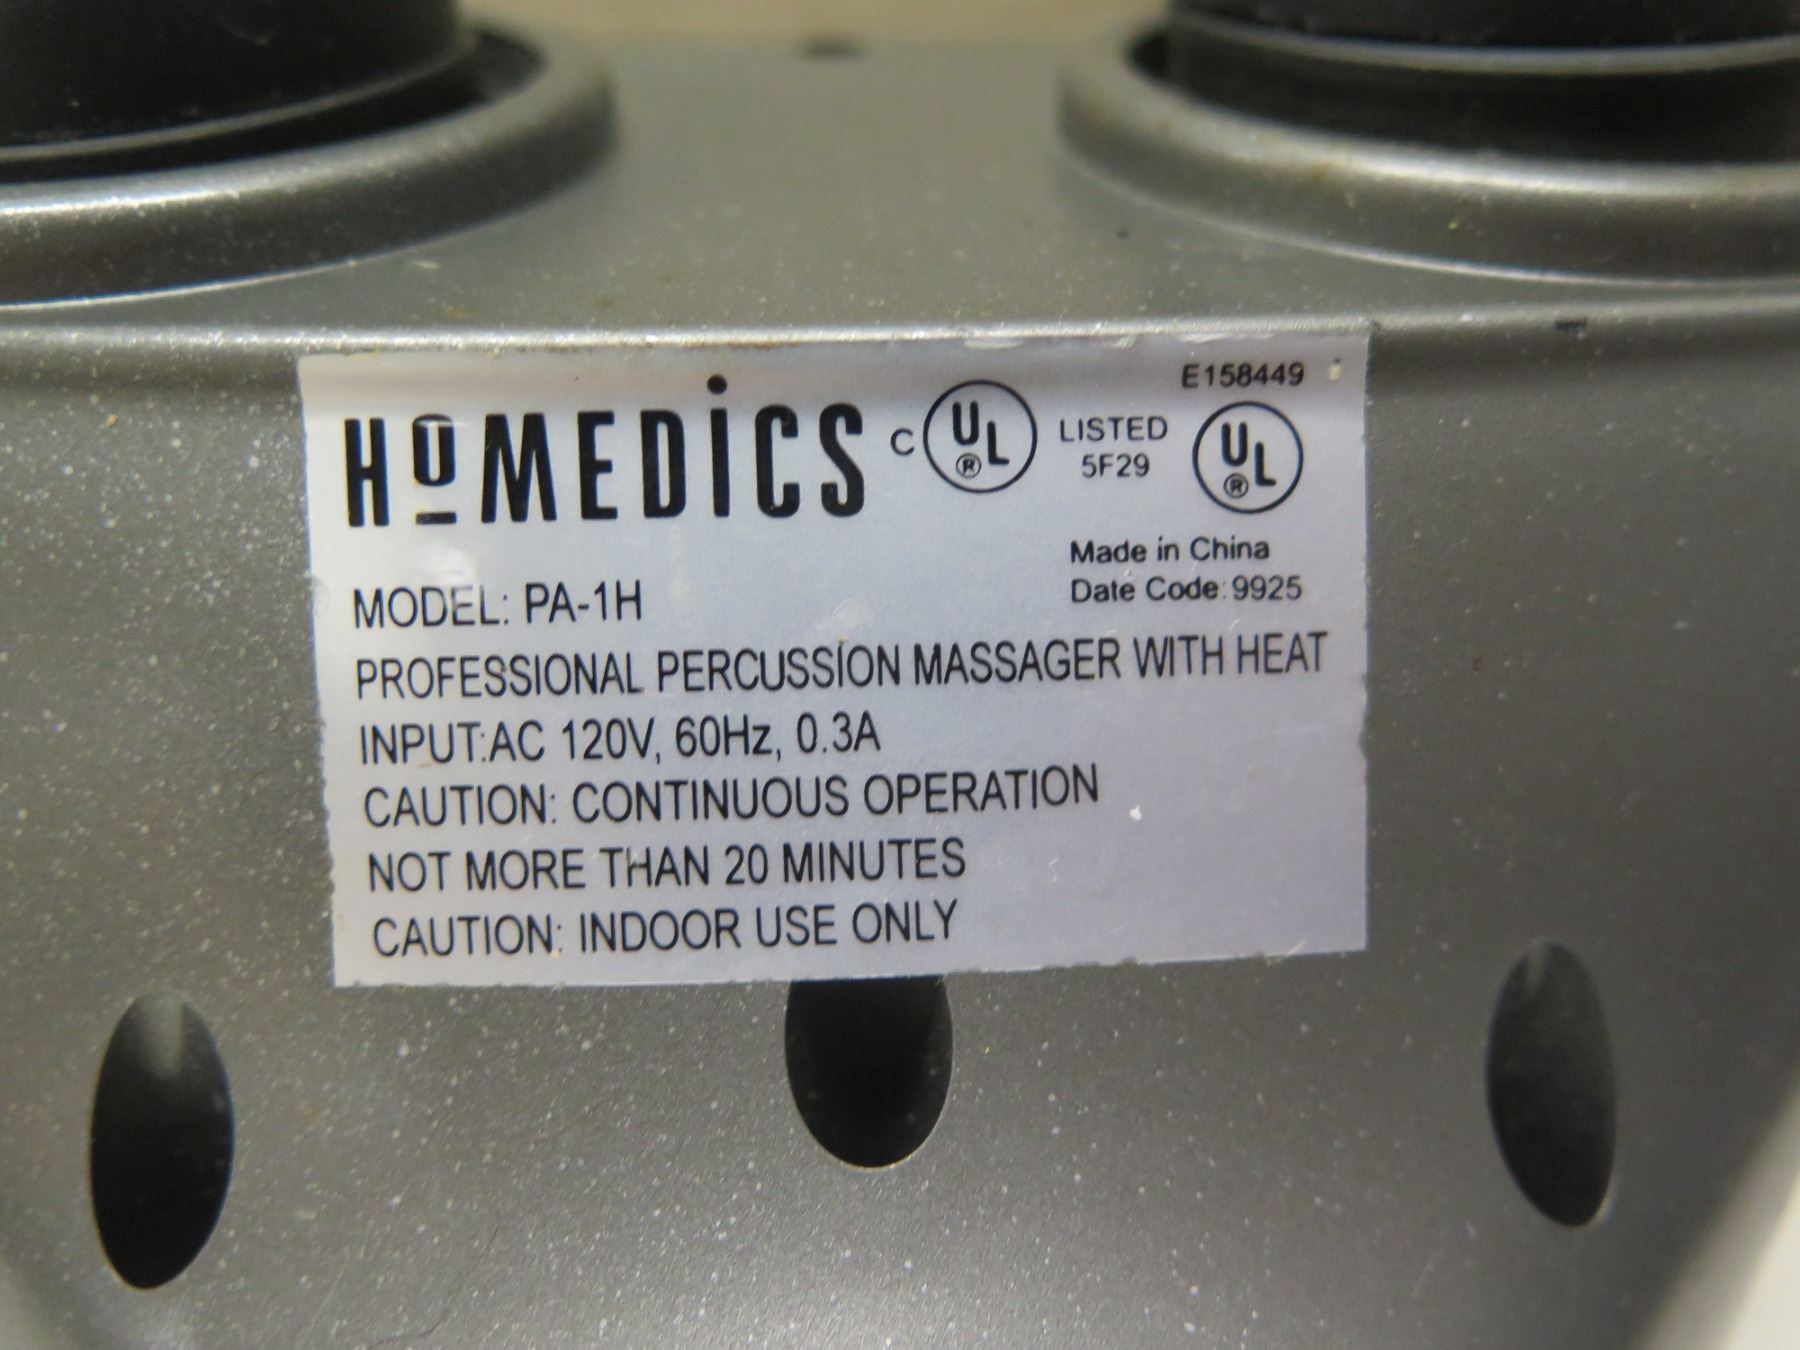 E158449
HoMEDiCS C UL® LISTED 5F29 UL®
Made in China
Date Code: 9925
MODEL: PA-1H
PROFESSIONAL PERCUSSION MASSAGER WITH HEAT
INPUT:AC 120V, 60Hz, 0.3A
CAUTION: CONTINUOUS OPERATION
NOT MORE THAN 20 MINUTES
CAUTION: INDOOR USE ONLY